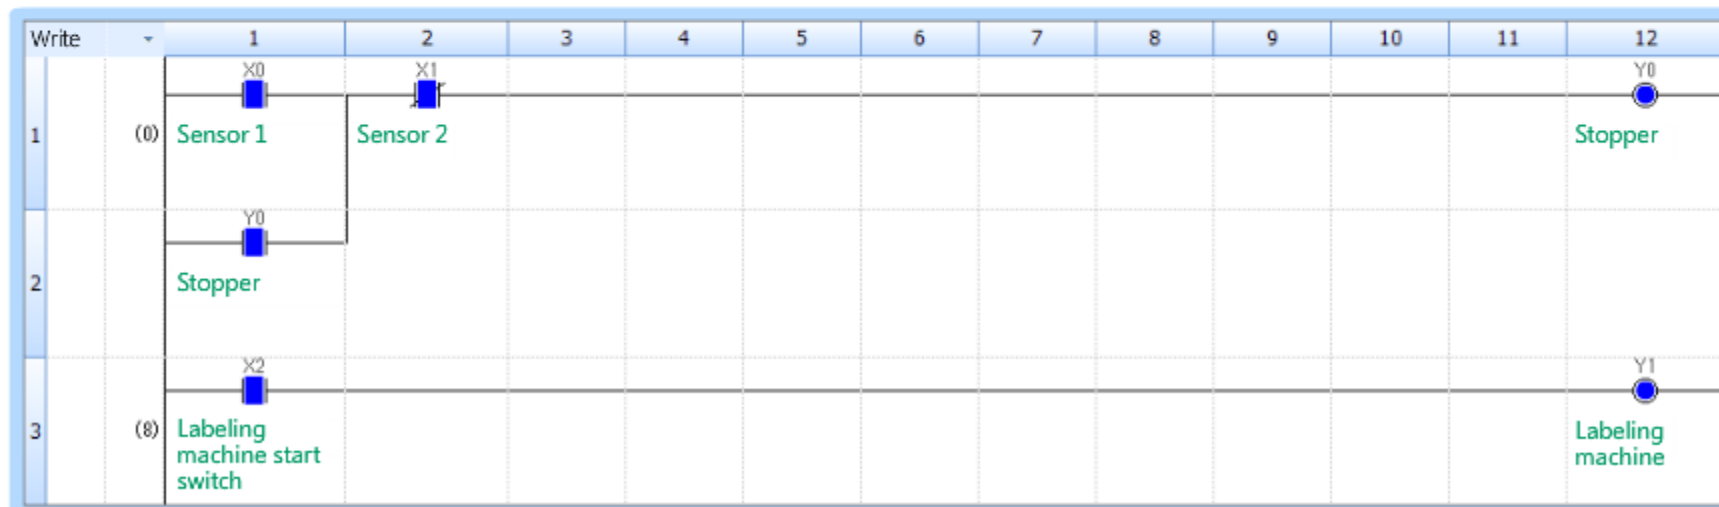 Write 1 2 3 4 5 6 7 8 9 10 11 12
X0 X1 Y0
1 (0) Sensor 1 Sensor 2 Stopper
Y0
2 Stopper
X2 Y1
3 (8) Labeling machine start switch Labeling machine